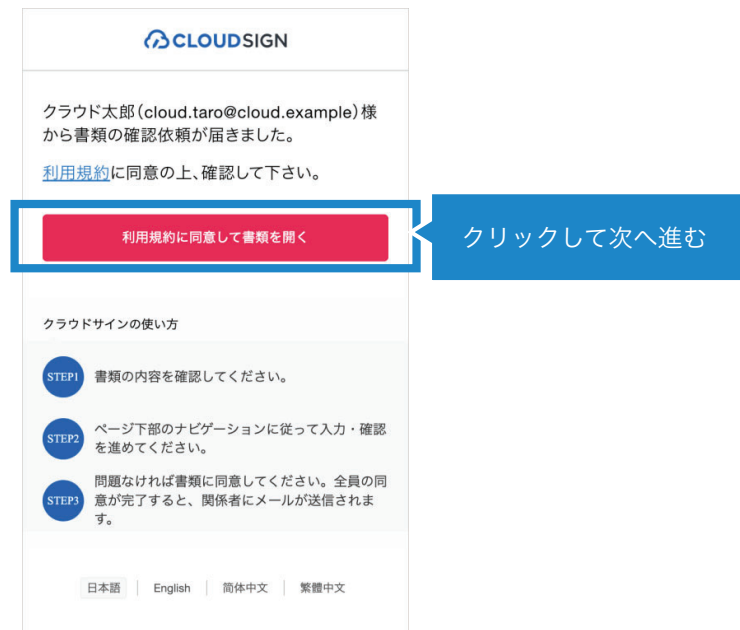 CLOUDSIGN
クラウド太郎(cloud.taro@cloud.example)様
から書類の確認依頼が届きました。
利用規約に同意の上、確認して下さい。
利用規約に同意して書類を開く
クリックして次へ進む
クラウドサインの使い方
STEP1 書類の内容を確認してください。
STEP2 ページ下部のナビゲーションに従って入力・確認
を進めてください。
STEP3 問題なければ書類に同意してください。全員の同
意が完了すると、関係者にメールが送信されま
す。
日本語 | English | 简体中文 | 繁體中文